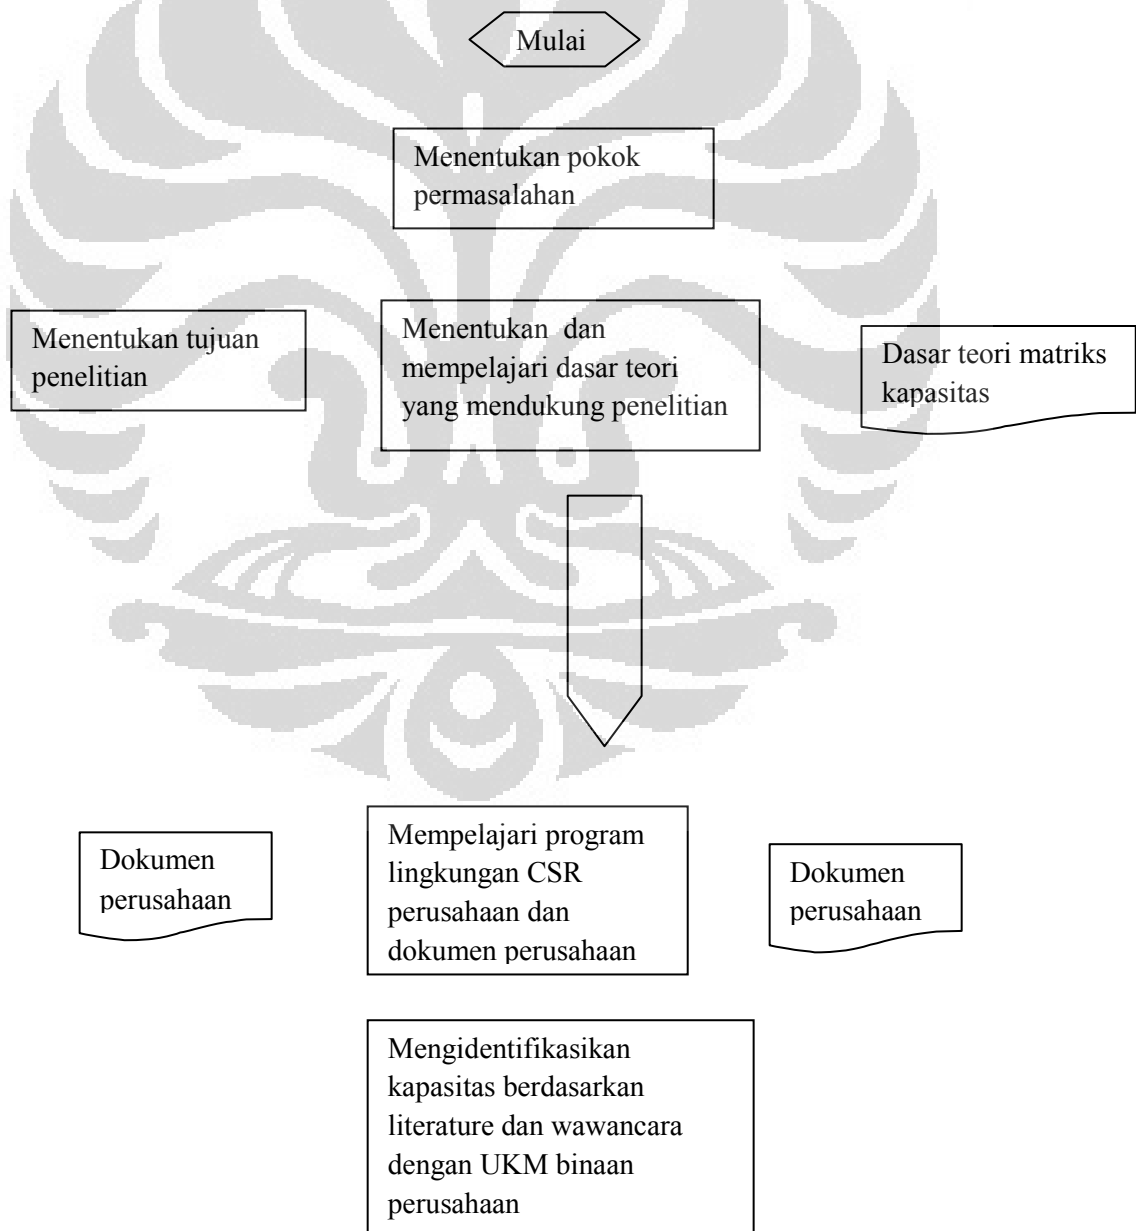 Mulai
Menentukan pokok
permasalahan
Menentukan tujuan
penelitian
Menentukan  dan
mempelajari dasar teori
yang mendukung penelitian
Dasar teori matriks
kapasitas
Dokumen
perusahaan
Mempelajari program
lingkungan CSR
perusahaan dan
dokumen perusahaan
Dokumen
perusahaan
Mengidentifikasikan
kapasitas berdasarkan
literature dan wawancara
dengan UKM binaan
perusahaan